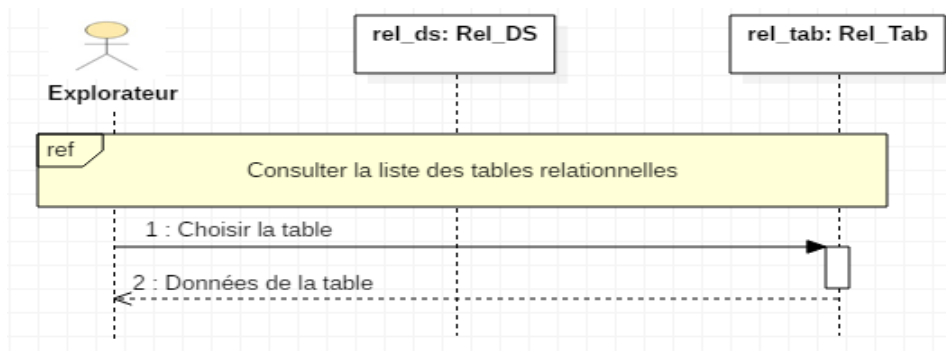 rel_ds: Rel_DS
rel_tab: Rel_Tab
Explorateur
ref
Consulter la liste des tables relationnelles
1 : Choisir la table
2 : Données de la table